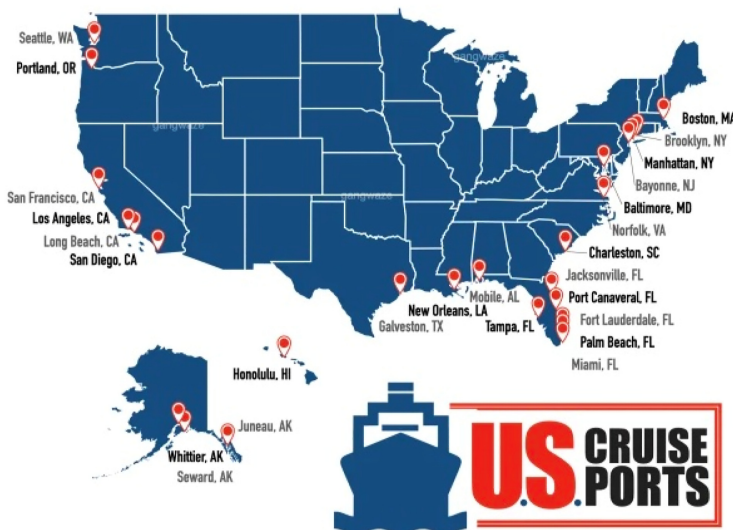 Seattle, WA
Portland, OR
gangwaze
gangwaze
gangwaze
San Francisco, CA
Los Angeles, CA
Long Beach, CA
San Diego, CA
Boston, MA
Brooklyn, NY
Manhattan, NY
Bayonne, NJ
Baltimore, MD
Norfolk, VA
Charleston, SC
Jacksonville, FL
Port Canaveral, FL
Fort Lauderdale, FL
Palm Beach, FL
Miami, FL
Mobile, AL
New Orleans, LA
Galveston, TX
Tampa, FL
Honolulu, HI
Juneau, AK
Whittier, AK
Seward, AK
U.S. CRUISE
PORTS